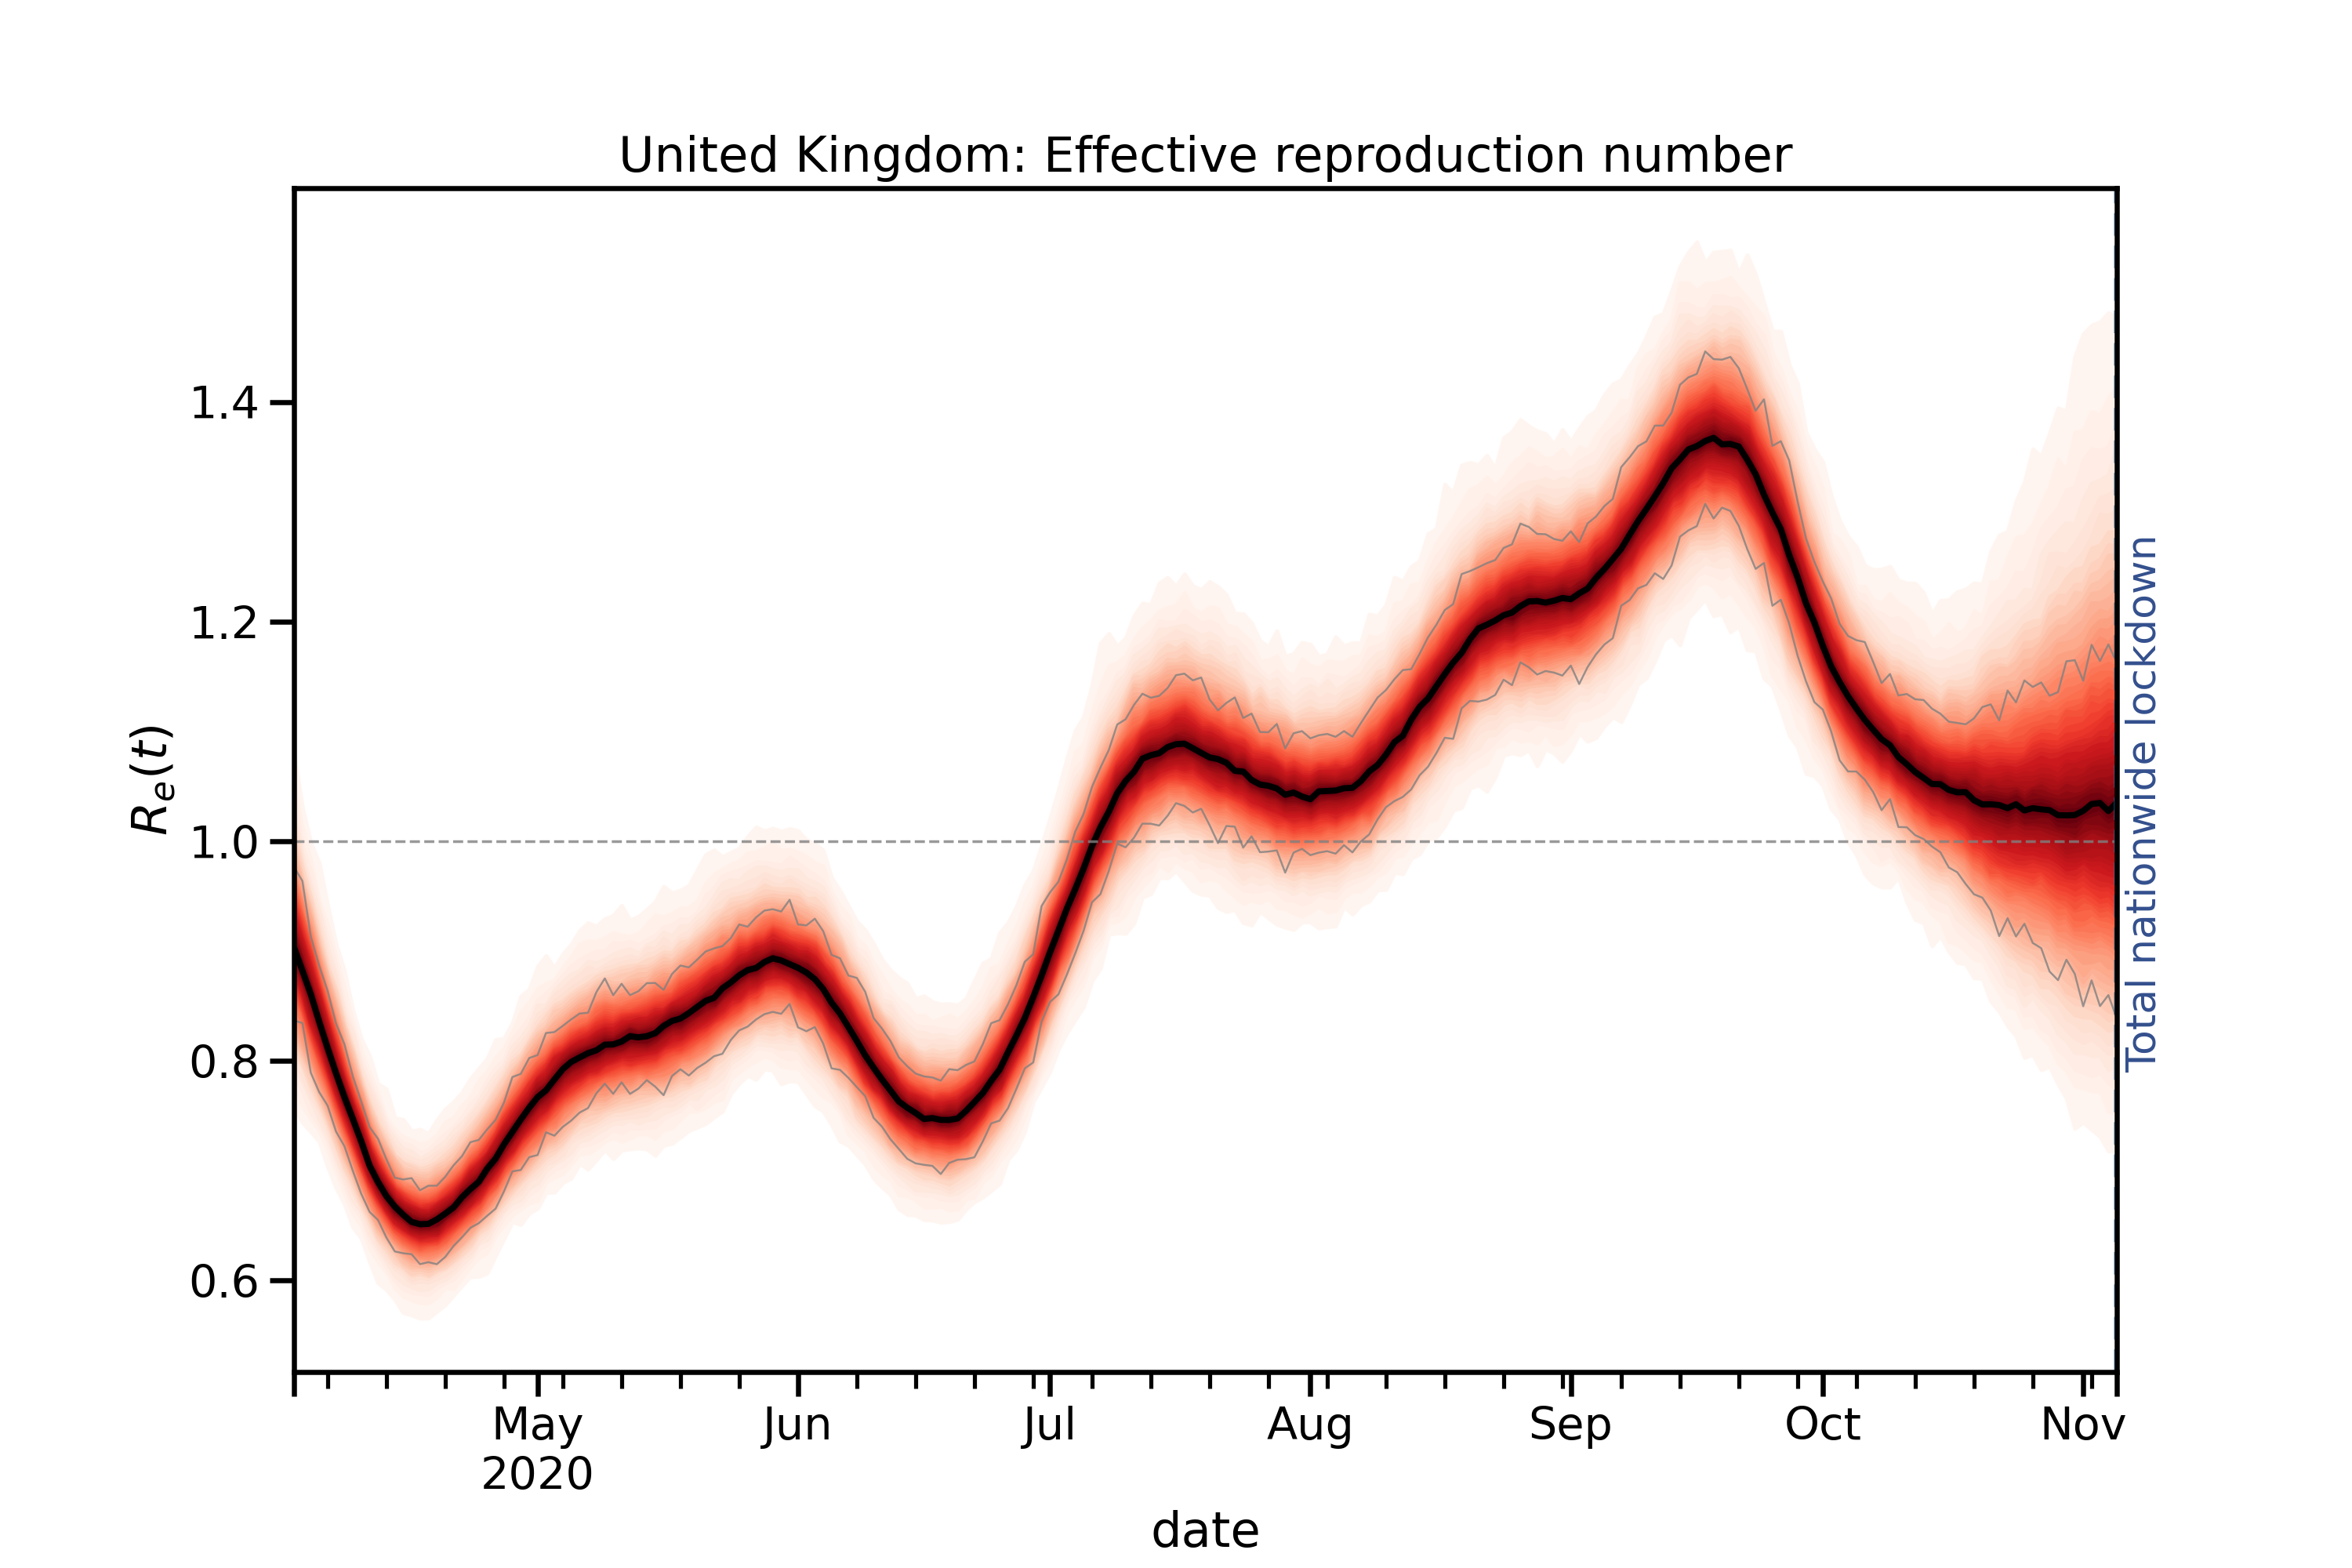 United Kingdom: Effective reproduction number
1.4
1.2
1.0
0.8
0.6
Rₑ(t)
Total nationwide lockdown
May
2020
Jun
Jul
Aug
Sep
Oct
Nov
date